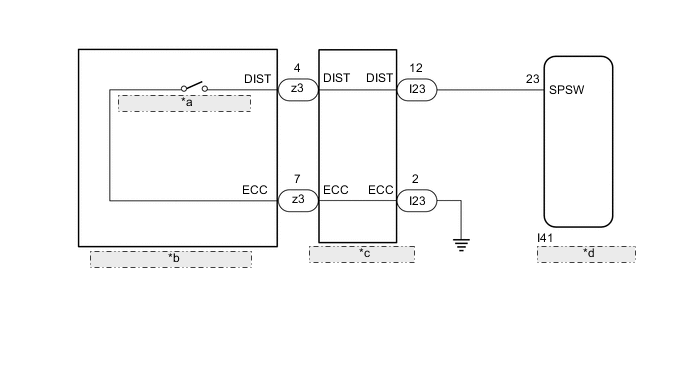 4 12
DIST DIST DIST 23
z3 I23 SPSW
*a
7 2
ECC ECC ECC
z3 I23
I41
*b *c *d